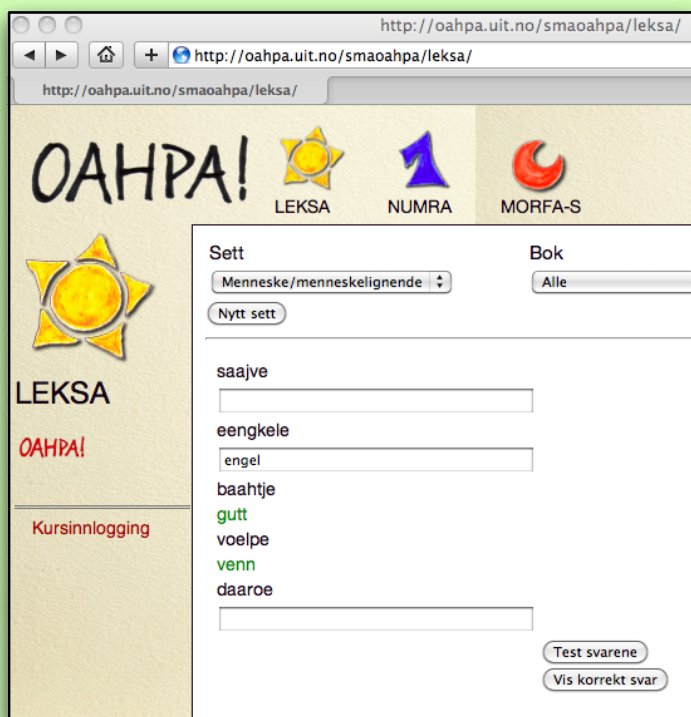 http://oahpa.uit.no/smaoahpa/leksa/
http://oahpa.uit.no/smaoahpa/leksa/
http://oahpa.uit.no/smaoahpa/leksa/
OAHPA!
LEKSA NUMRA MORFA-S
LEKSA
OAHPA!
Kursinnlogging
Sett Bok
Menneske/menneskelignende Alle
Nytt sett
saajve
eengkele
engel
baahtje
gutt
voelpe
venn
daaroe
Test svarene
Vis korrekt svar